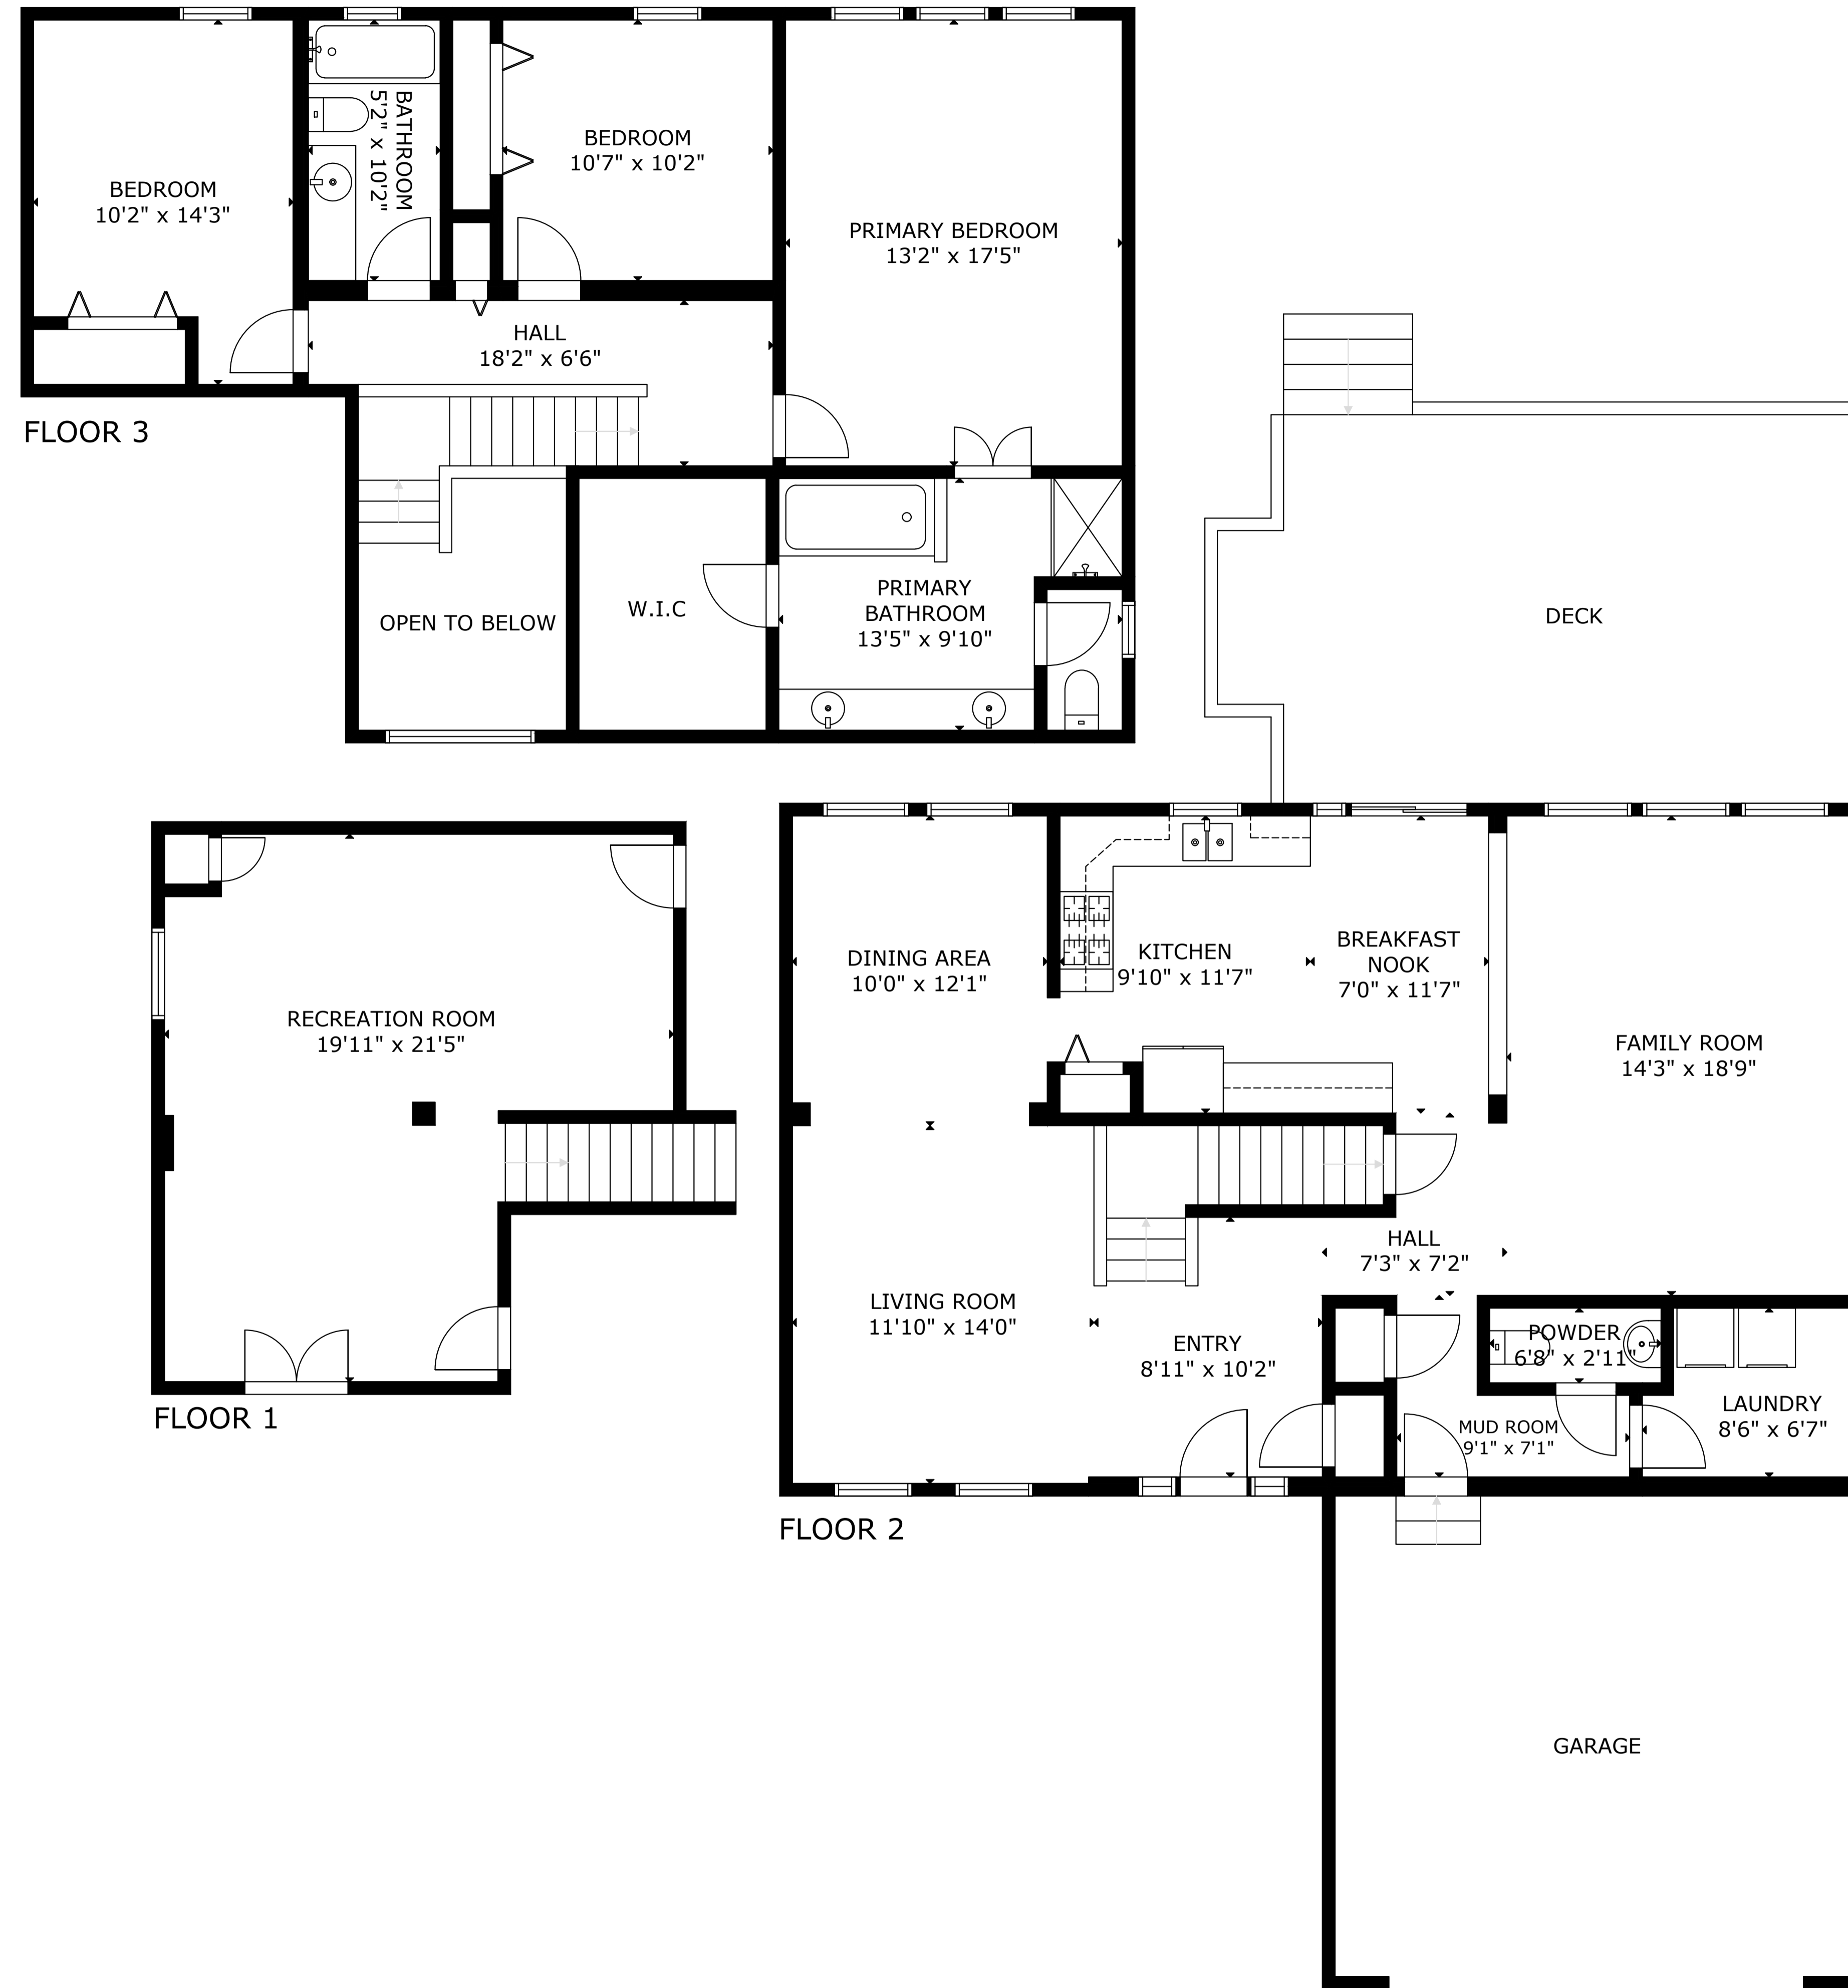 BEDROOM
10'2" x 14'3"
BATHROOM
5'2" x 10'2"
BEDROOM
10'7" x 10'2"
PRIMARY BEDROOM
13'2" x 17'5"
HALL
18'2" x 6'6"
FLOOR 3
OPEN TO BELOW
W.I.C
PRIMARY
BATHROOM
13'5" x 9'10"
DECK
RECREATION ROOM
19'11" x 21'5"
FLOOR 1
DINING AREA
10'0" x 12'1"
KITCHEN
9'10" x 11'7"
BREAKFAST
NOOK
7'0" x 11'7"
FAMILY ROOM
14'3" x 18'9"
HALL
7'3" x 7'2"
LIVING ROOM
11'10" x 14'0"
ENTRY
8'11" x 10'2"
POWDER
6'8" x 2'11"
MUD ROOM
9'1" x 7'1"
LAUNDRY
8'6" x 6'7"
FLOOR 2
GARAGE